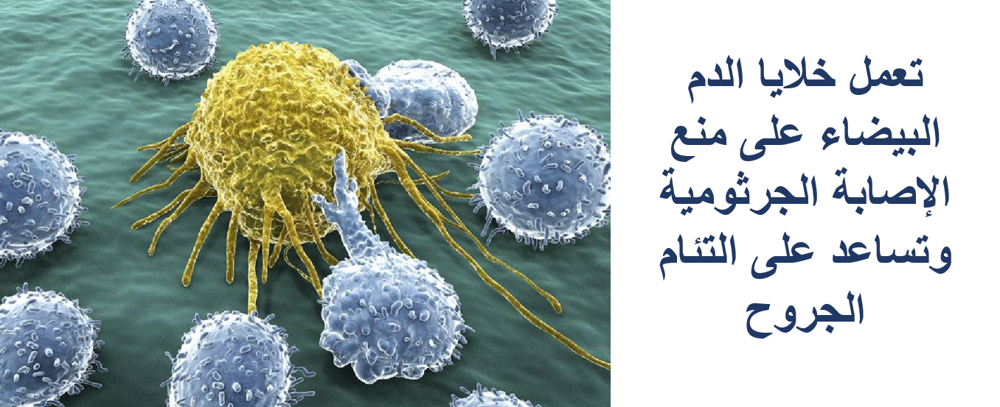 تعمل خلايا الدم
البيضاء على منع
الإصابة الجرثومية
وتساعد على التئام
الجروح